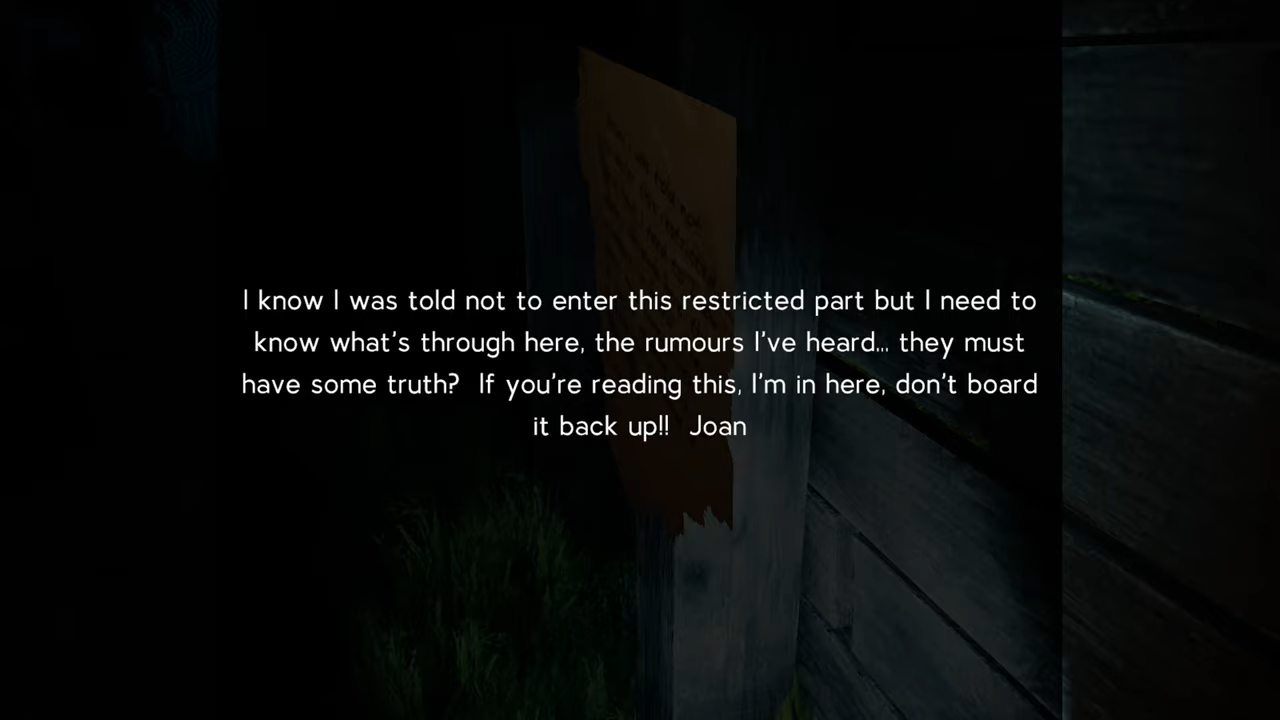 I know I was told not to enter this restricted part but I need to
know what's through here, the rumours I've heard... they must
have some truth?  If you're reading this, I'm in here, don't board
it back up!!  Joan